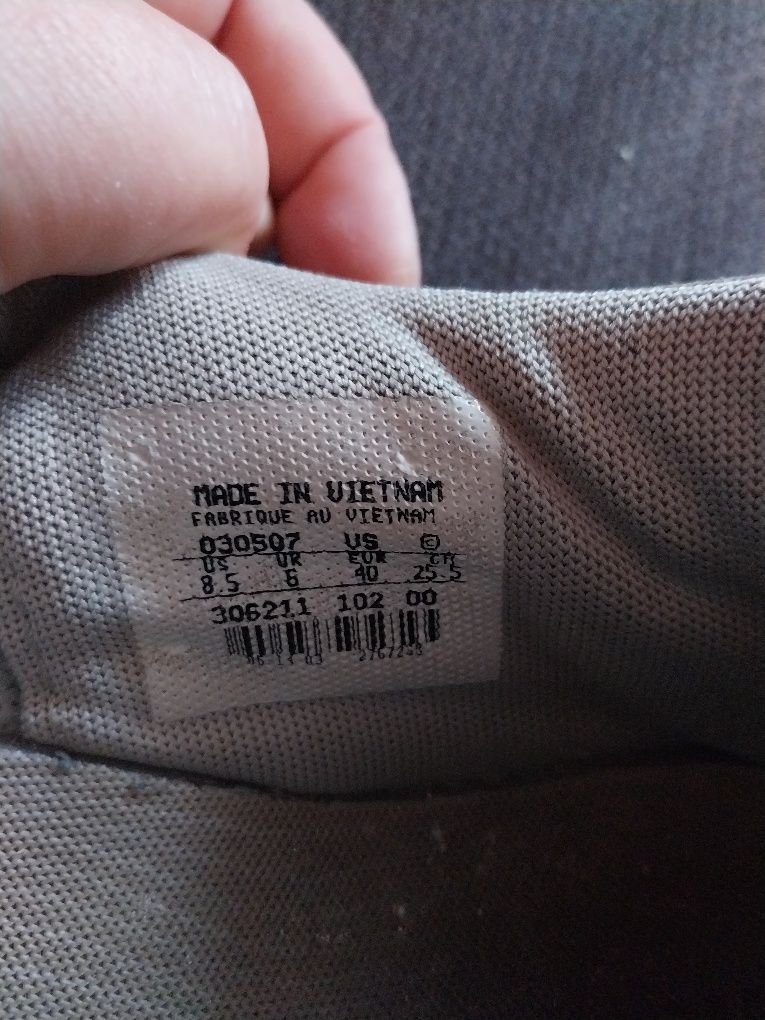 MADE IN VIETNAM
FABRIQUE AU VIETNAM
030507 VS ©
US UK EUR CM
8.5 6 40 25.5
306211 102 00